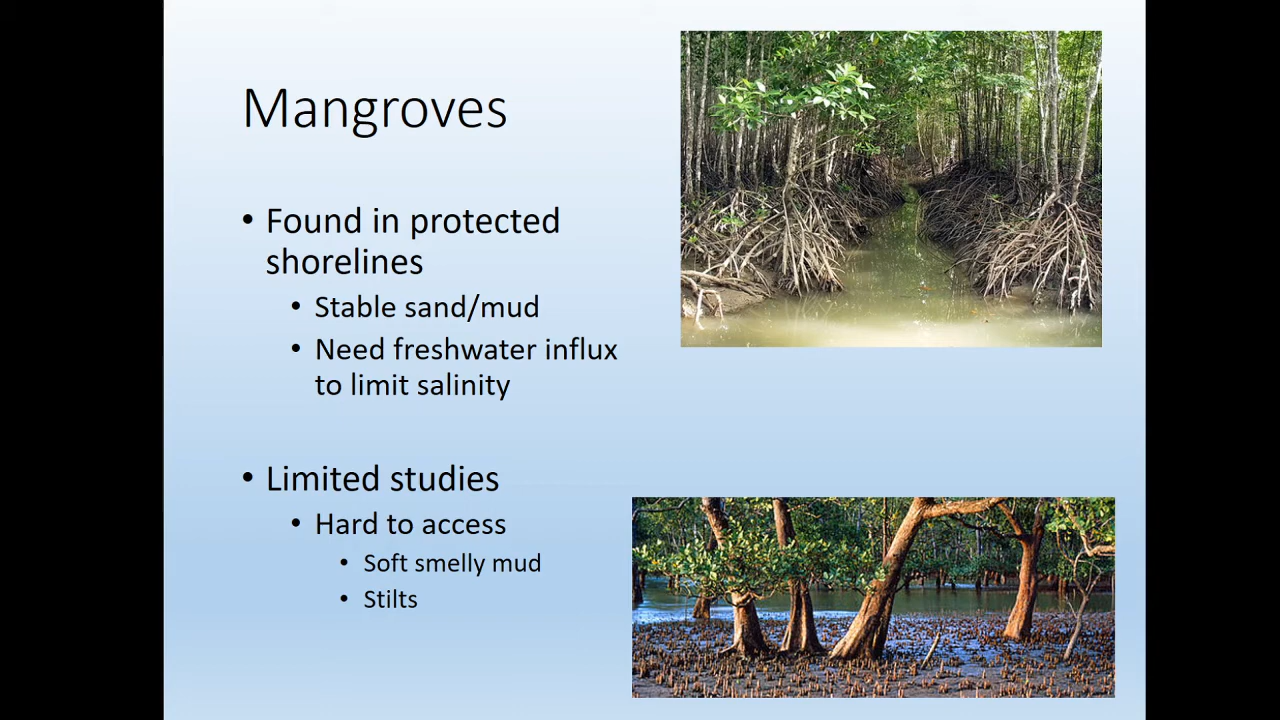 Mangroves
• Found in protected
shorelines
• Stable sand/mud
• Need freshwater influx
to limit salinity
• Limited studies
• Hard to access
• Soft smelly mud
• Stilts